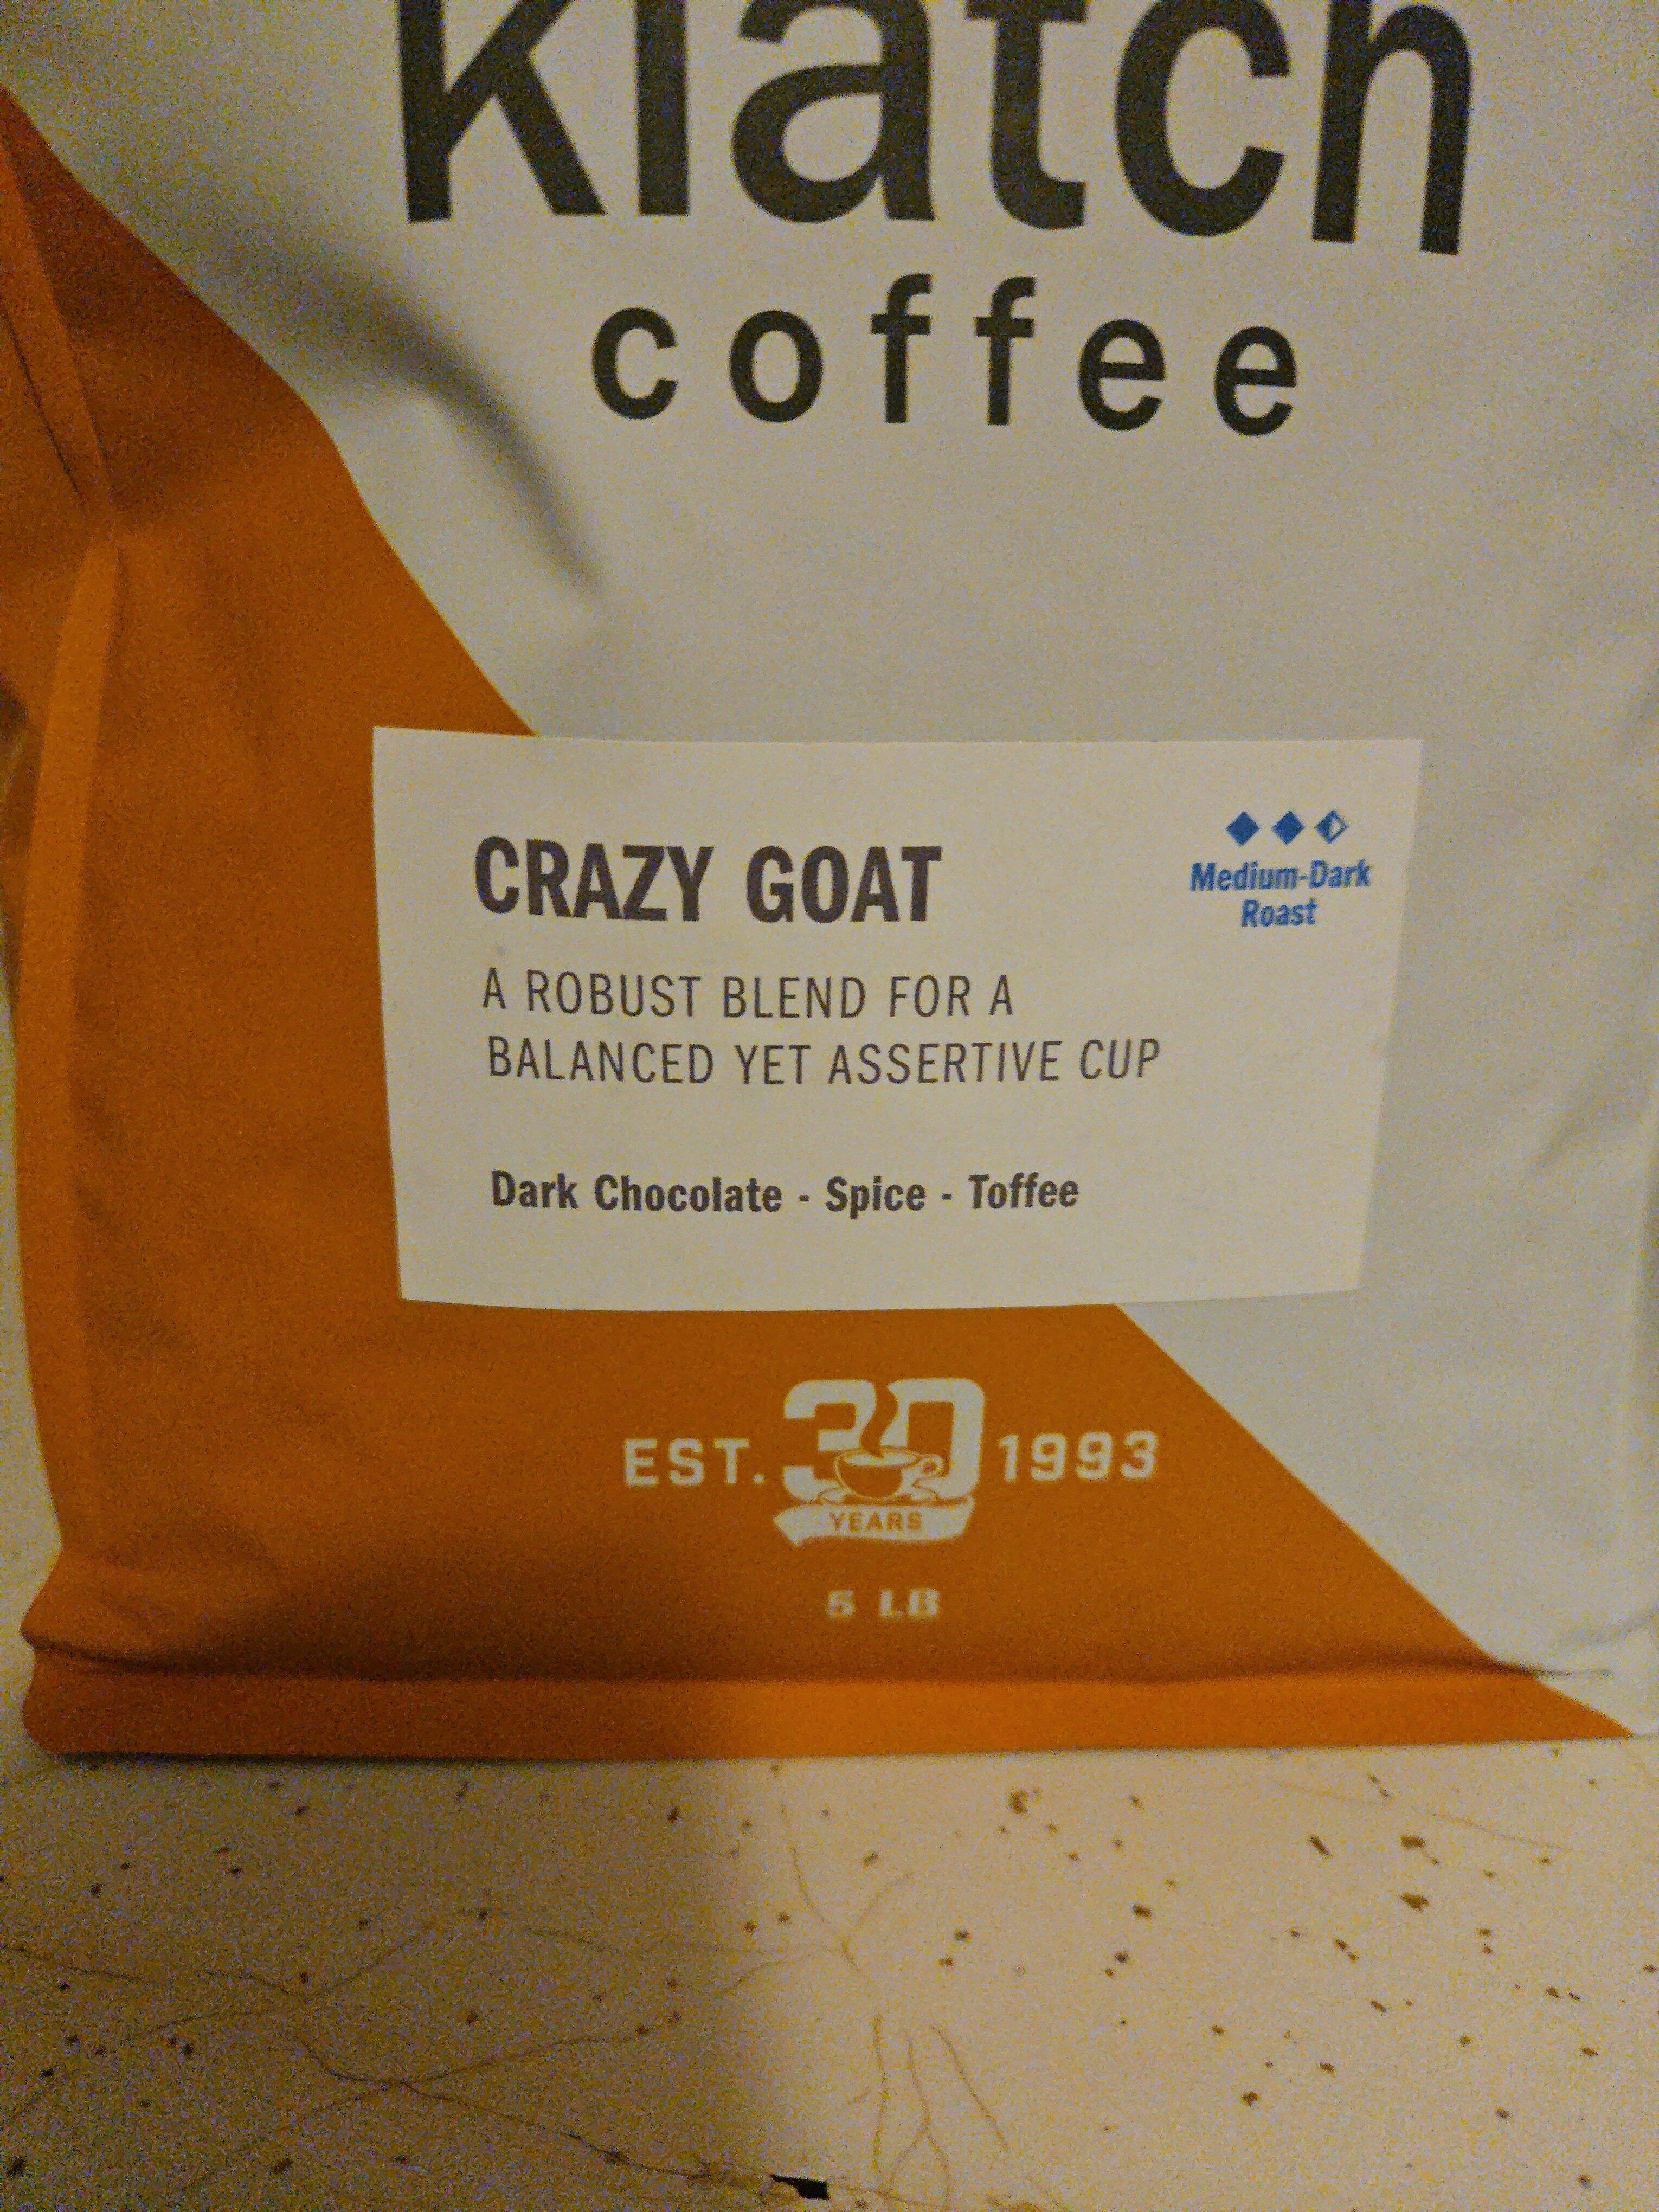 klatch
coffee
CRAZY GOAT
Medium-Dark
Roast
A ROBUST BLEND FOR A
BALANCED YET ASSERTIVE CUP
Dark Chocolate - Spice - Toffee
EST. 30 1993
YEARS
5 LB